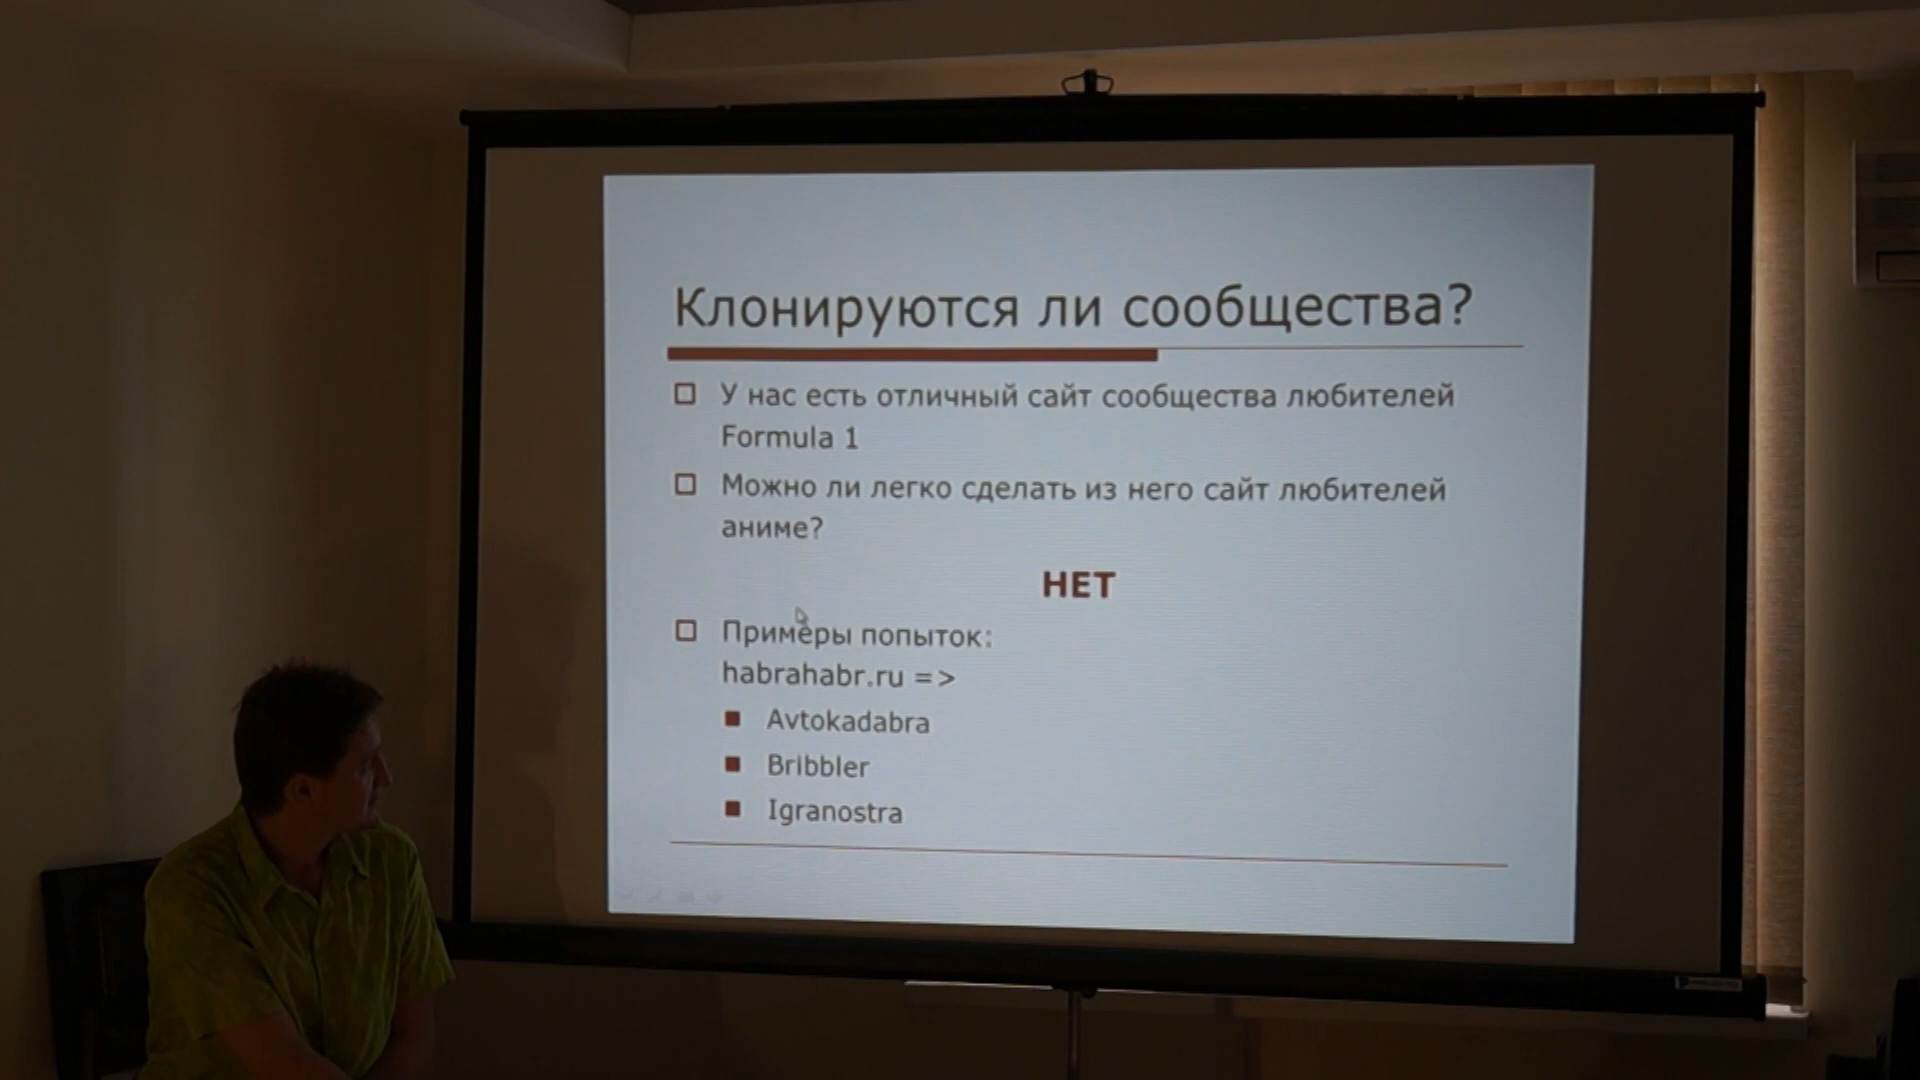 Клонируются ли сообщества?
У нас есть отличный сайт сообщества любителей
Formula 1
Можно ли легко сделать из него сайт любителей
аниме?
НЕТ
Примеры попыток:
habrahabr.ru =>
Avtokadabra
Bribbler
Igranostra